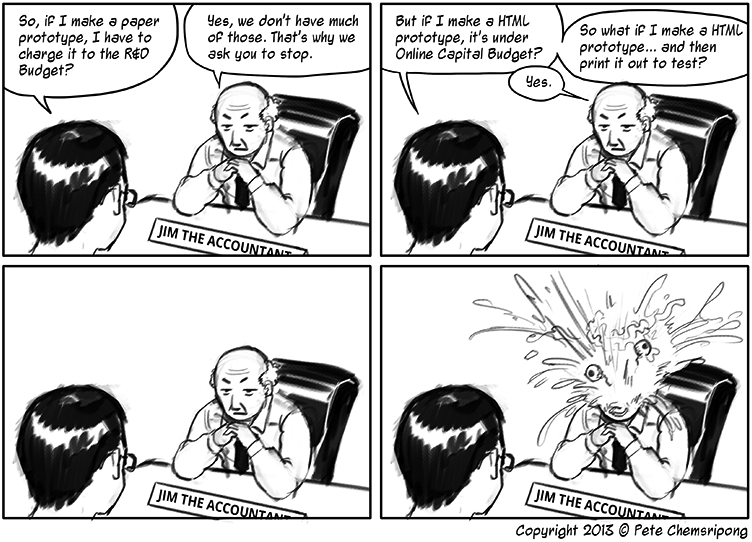 So, if I make a paper
prototype, I have to
charge it to the R&D
Budget?
Yes, we don't have much
of those. That's why we
ask you to stop.
JIM THE ACCOUNTANT
But if I make a HTML
prototype, it's under
Online Capital Budget?
Yes.
So what if I make a HTML
prototype... and then
print it out to test?
JIM THE ACCOUNTANT
JIM THE ACCOUNTANT
JIM THE ACCOUNTANT
Copyright 2013 © Pete Chemsripong